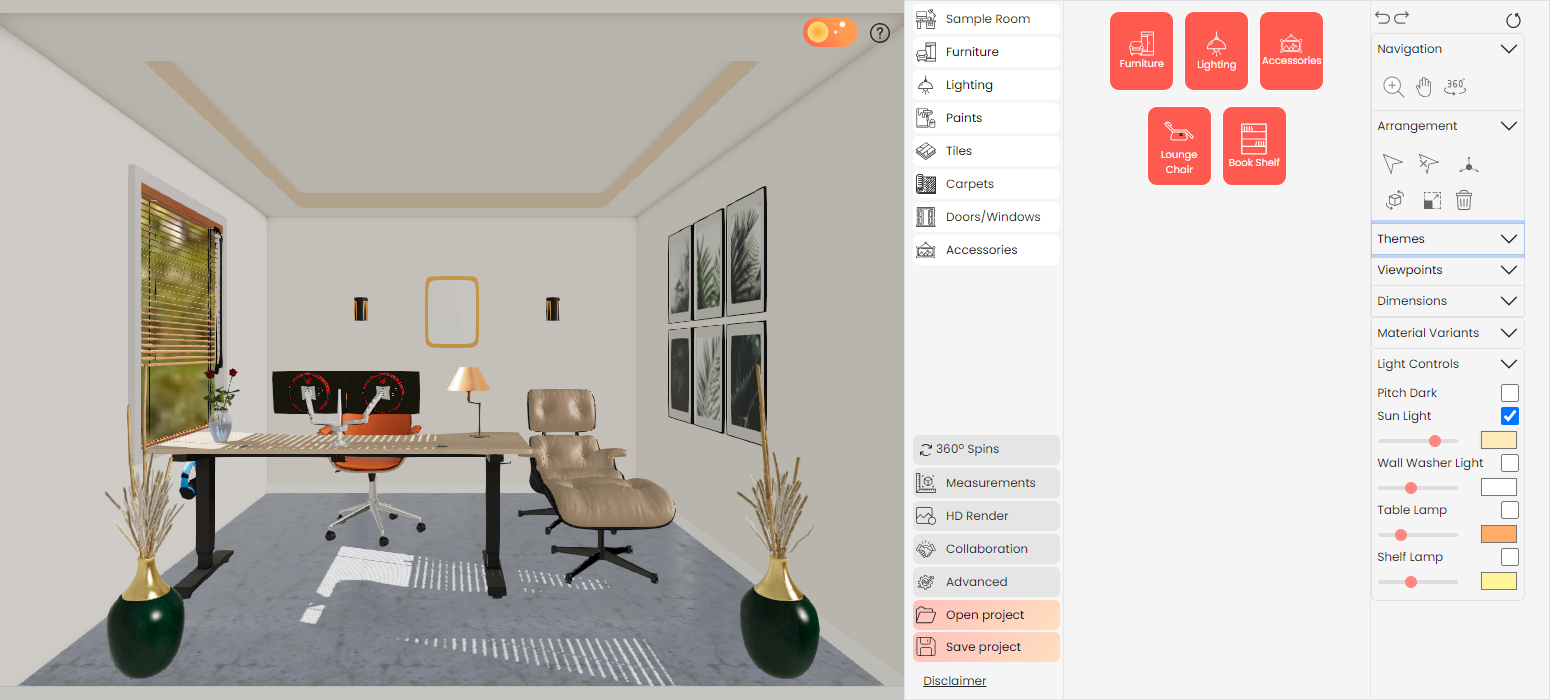 ?
Sample Room
Furniture
Lighting
Paints
Tiles
Carpets
Doors/Windows
Accessories
360º Spins
Measurements
HD Render
Collaboration
Advanced
Open project
Save project
Disclaimer
Furniture
Lighting
Accessories
Lounge
Chair
Book Shelf
Navigation
360°
Arrangement
Themes
Viewpoints
Dimensions
Material Variants
Light Controls
Pitch Dark
Sun Light
Wall Washer Light
Table Lamp
Shelf Lamp